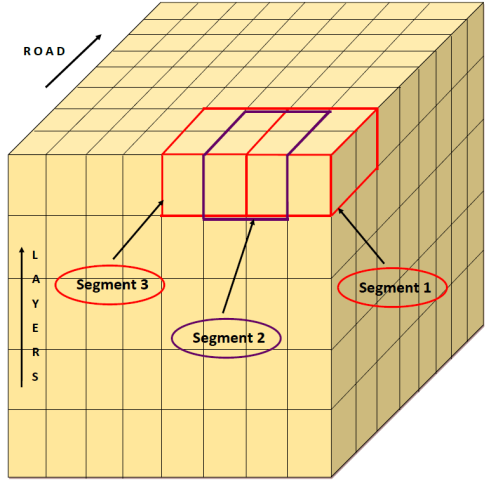 ROAD
LAYERS
Segment 3
Segment 1
Segment 2